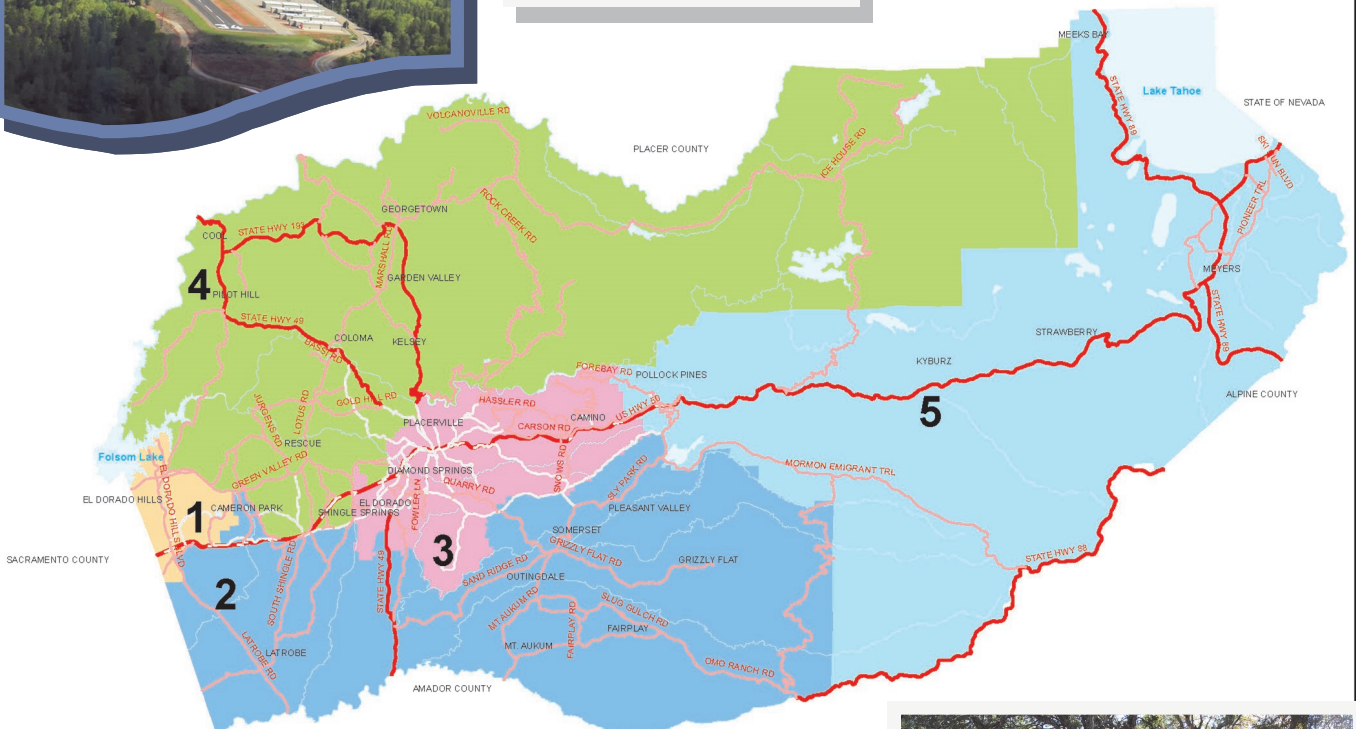 24
MEEKS BAY
STATE HWY 89
Lake Tahoe
STATE OF NEVADA
VOLCANOVILLE RD
PLACER COUNTY
ICE HOUSE RD
SKI RUN BLVD
PIONEER TRL
GEORGETOWN
ROCK CREEK RD
COOL
STATE HWY 193
MARSHALL RD
GARDEN VALLEY
MEYERS
4
PILOT HILL
STATE HWY 49
STATE HWY 89
COLOMA
KELSEY
BASSI RD
STRAWBERRY
KYBURZ
FOREBAY RD
POLLOCK PINES
ALPINE COUNTY
JURGENS RD
LOTUS RD
GOLD HILL RD
HASSLER RD
US HWY 50
5
PLACERVILLE
CAMINO
CARSON RD
RESCUE
Folsom Lake
GREEN VALLEY RD
DIAMOND SPRINGS
SNOWS RD
SLY PARK RD
MORMON EMIGRANT TRL
QUARRY RD
EL DORADO HILLS
EL DORADO HILLS BLVD
1
CAMERON PARK
EL DORADO
SHINGLE SPRINGS
FOWLER LN
PLEASANT VALLEY
SOMERSET
3
GRIZZLY FLAT RD
GRIZZLY FLAT
SACRAMENTO COUNTY
STATE HWY 88
SAND RIDGE RD
OUTINGDALE
2
SOUTH SHINGLE RD
STATE HWY 49
MT AUKUM RD
FAIRPLAY RD
SLUG GULCH RD
FAIRPLAY
LATROBE RD
LATROBE
MT. AUKUM
OMO RANCH RD
AMADOR COUNTY